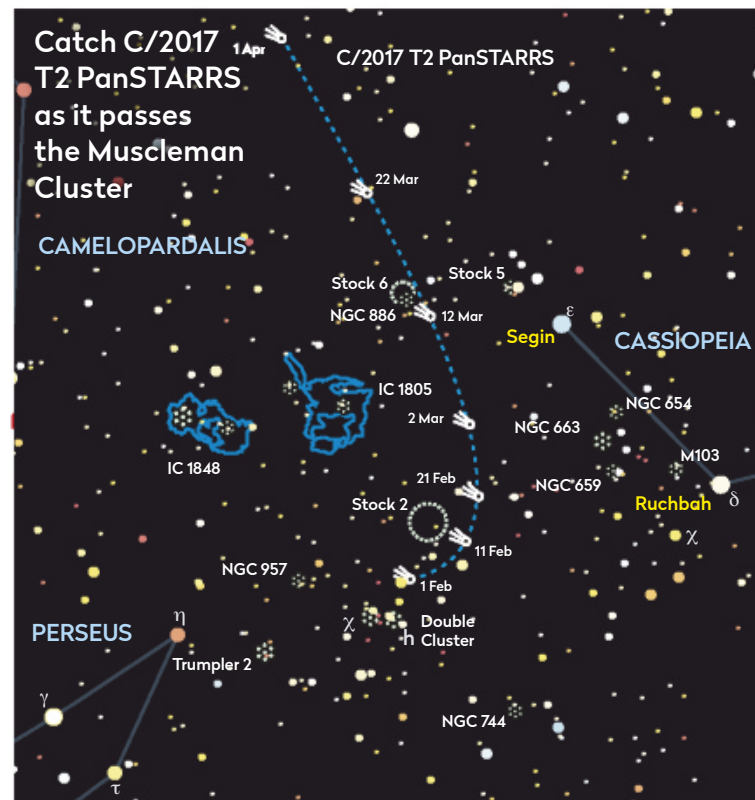 Catch C/2017
T2 PanSTARRS
as it passes
the Muscleman
Cluster
1 Apr
C/2017 T2 PanSTARRS
22 Mar
CAMELOPARDALIS
Stock 6
Stock 5
NGC 886
12 Mar
ε
Segin
CASSIOPEIA
IC 1805
2 Mar
NGC 654
NGC 663
M103
IC 1848
21 Feb
NGC 659
Stock 2
Ruchbah
δ
11 Feb
χ
NGC 957
1 Feb
η
χ
h
Double
Cluster
PERSEUS
Trumpler 2
γ
NGC 744
τ